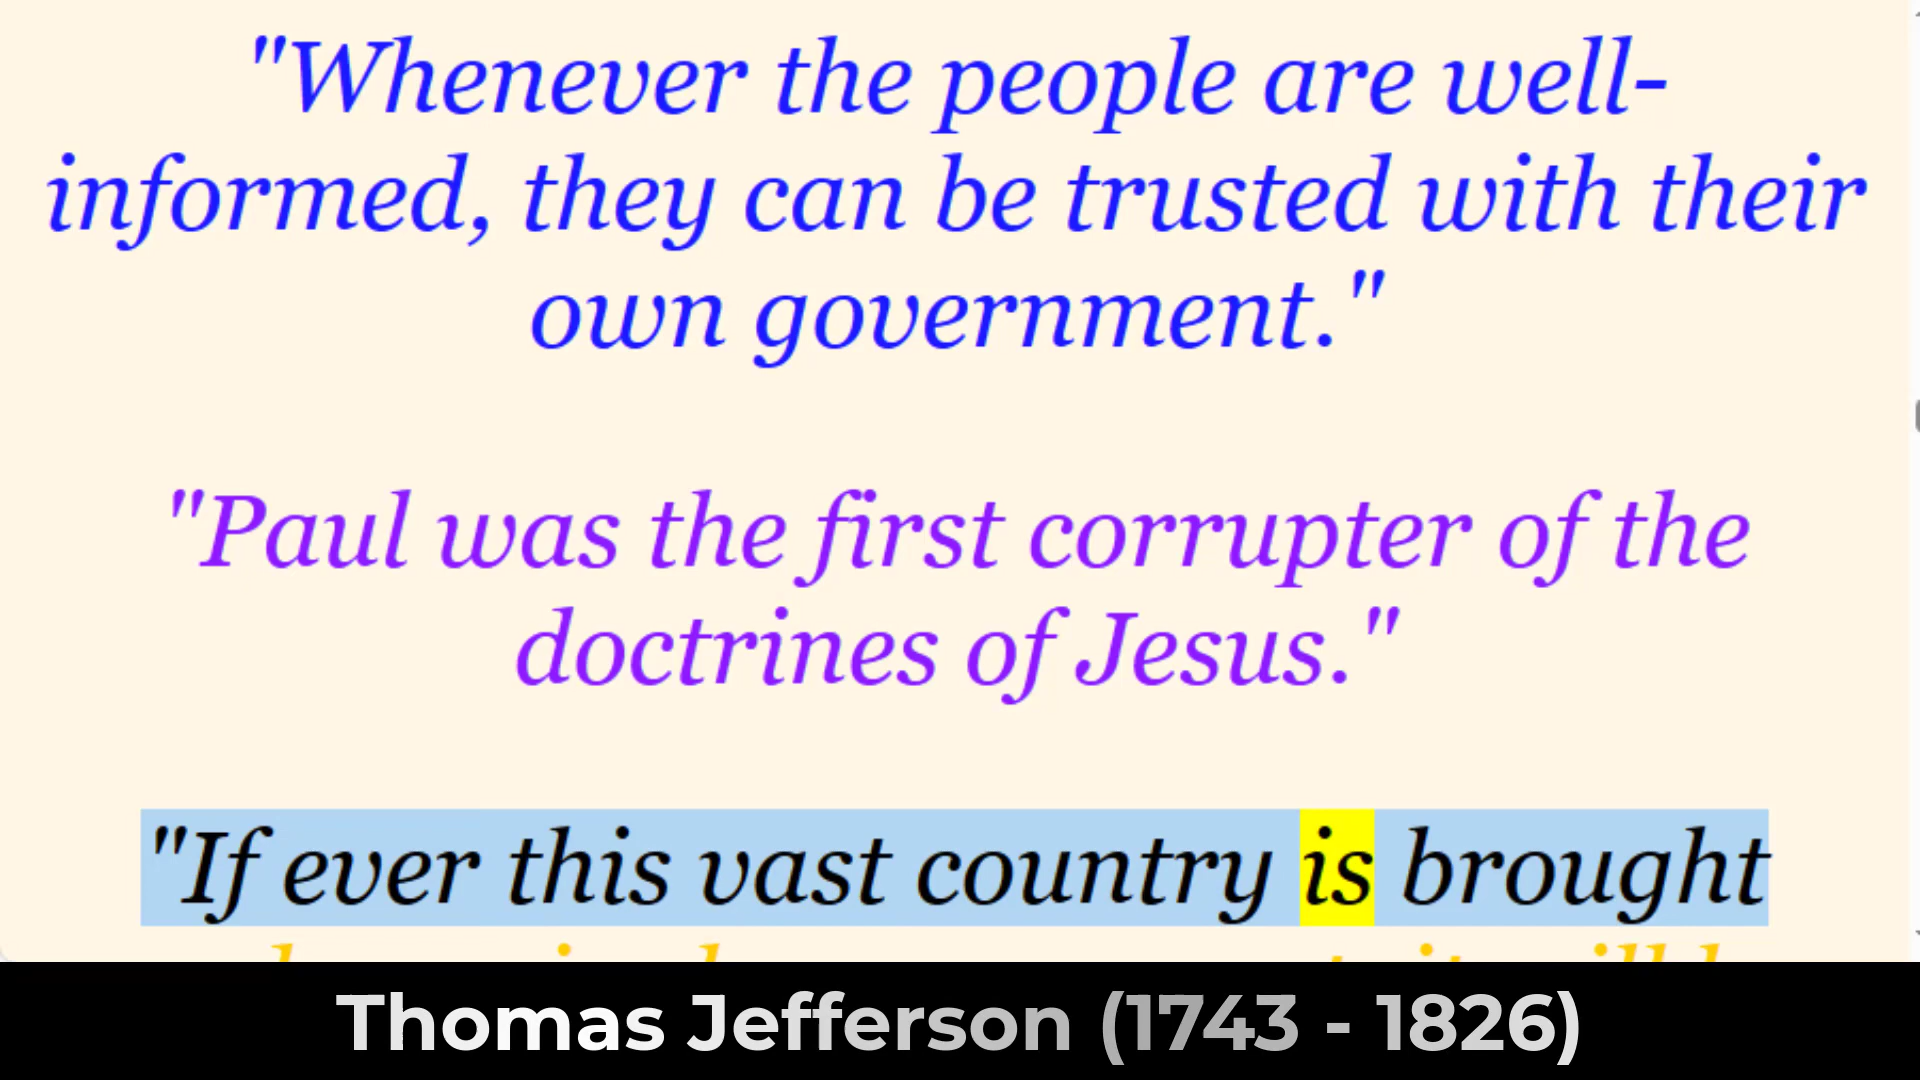 "Whenever the people are well-
informed, they can be trusted with their
own government."
"Paul was the first corrupter of the
doctrines of Jesus."
"If ever this vast country is brought
Thomas Jefferson (1743 - 1826)